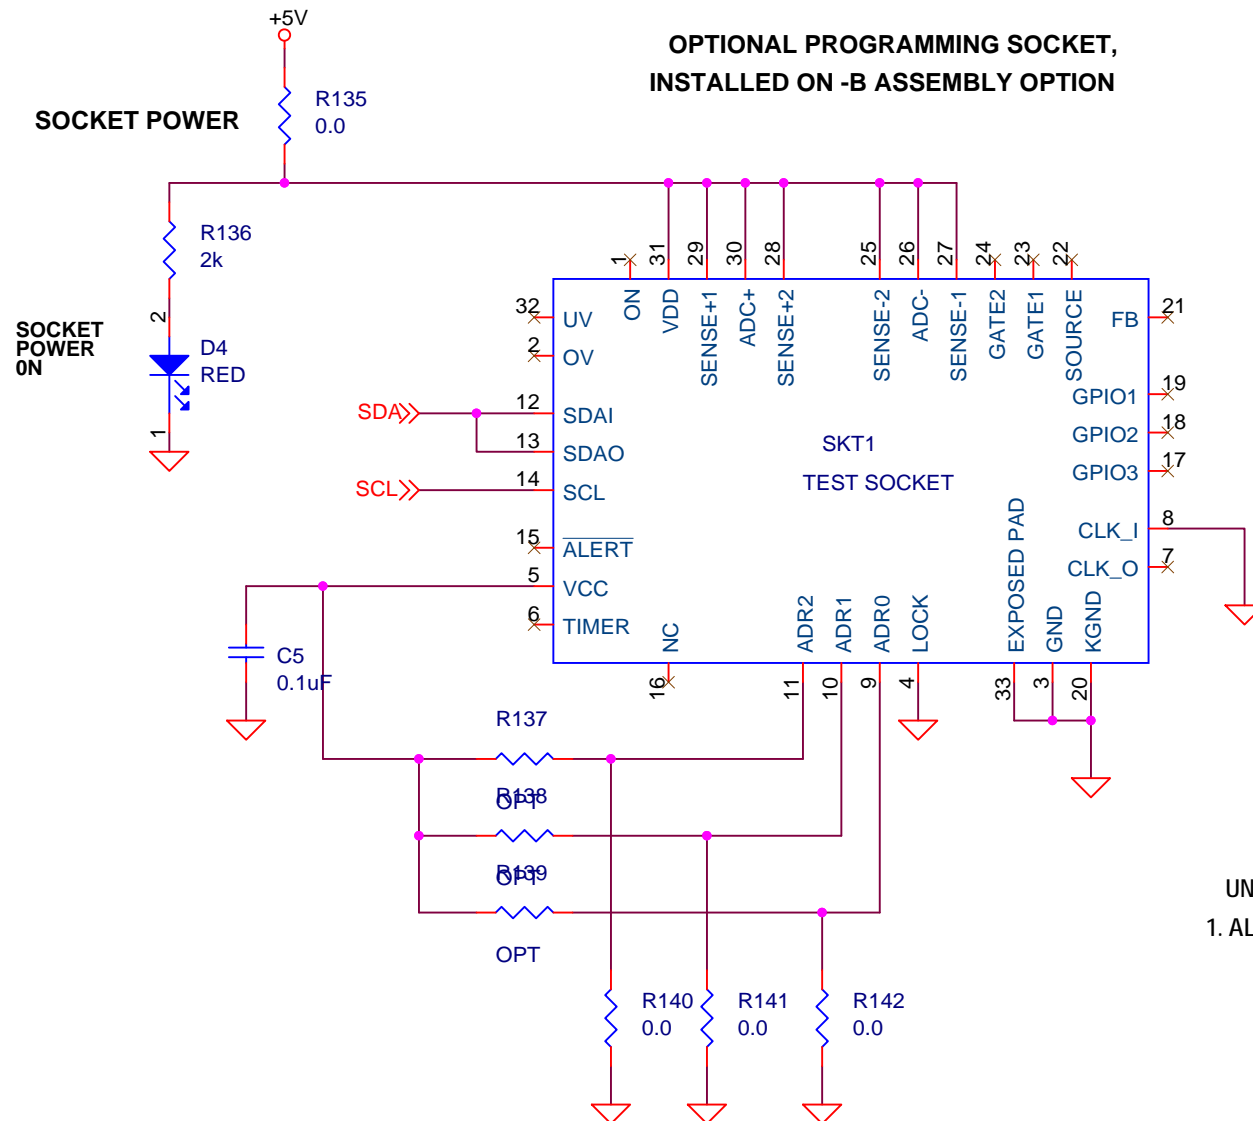 +5V
OPTIONAL PROGRAMMING SOCKET,
INSTALLED ON -B ASSEMBLY OPTION
R135
0.0
SOCKET POWER
R136
2k
2
SOCKET
POWER
0N
D4
RED
1
1
31
29
30
28
25
26
27
24
23
22
ON
VDD
SENSE+1
ADC+
SENSE+2
SENSE-2
ADC-
SENSE-1
GATE2
GATE1
SOURCE
32
UV
2
OV
FB
21
SDA
12
SDAI
13
SDAO
SCL
14
SCL
GPIO1
19
GPIO2
18
GPIO3
17
SKT1
TEST SOCKET
15
ALERT
5
VCC
6
TIMER
CLK_I
8
CLK_O
7
NC
ADR2
ADR1
ADR0
LOCK
EXPOSED PAD
GND
KGND
16
11
10
9
4
33
3
20
C5
0.1uF
R137
OPT
R138
OPT
R139
OPT
UN
1. AL
R140
0.0
R141
0.0
R142
0.0